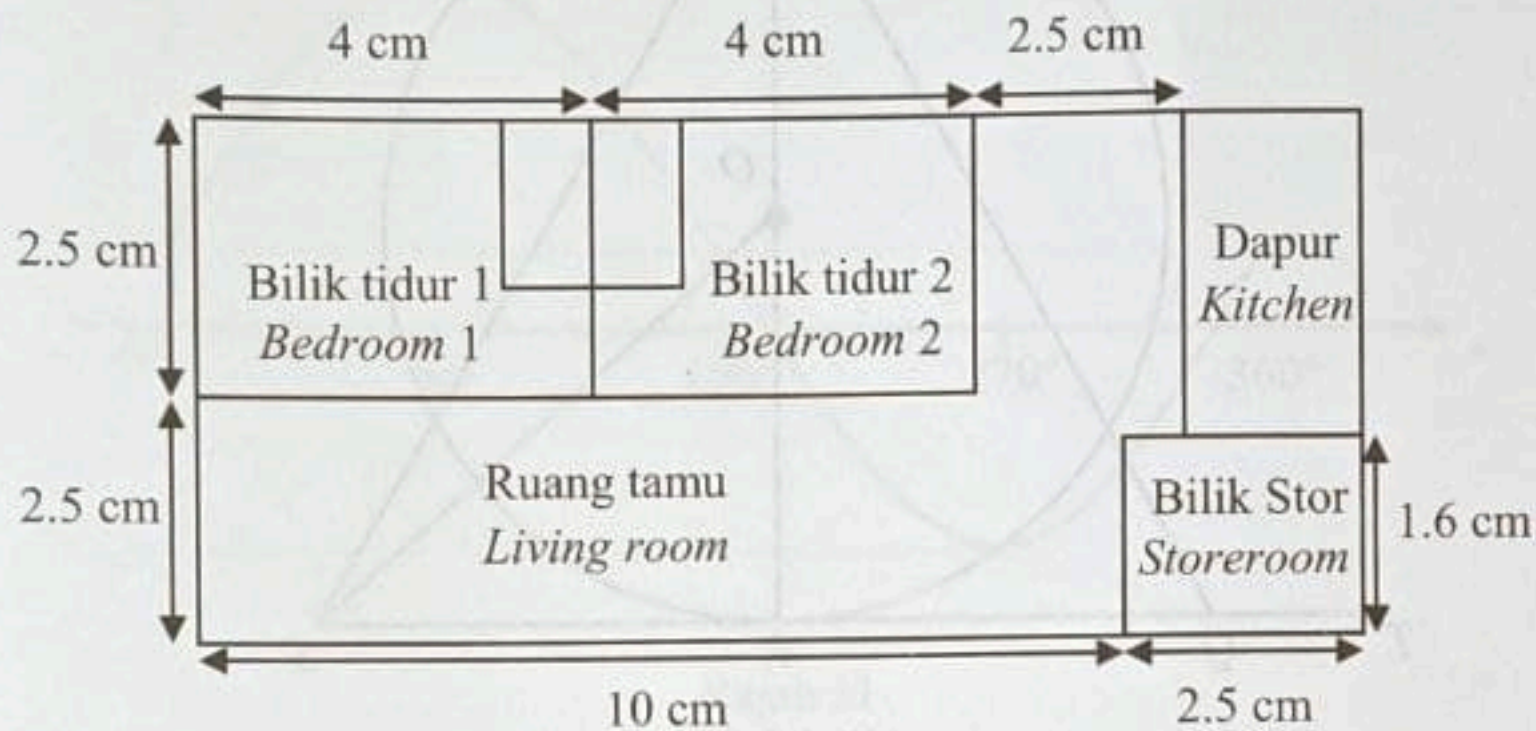 4 cm
4 cm
2.5 cm
2.5 cm
Bilik tidur 1
Bedroom 1
Bilik tidur 2
Bedroom 2
Dapur
Kitchen
2.5 cm
Ruang tamu
Living room
Bilik Stor
Storeroom
1.6 cm
10 cm
2.5 cm